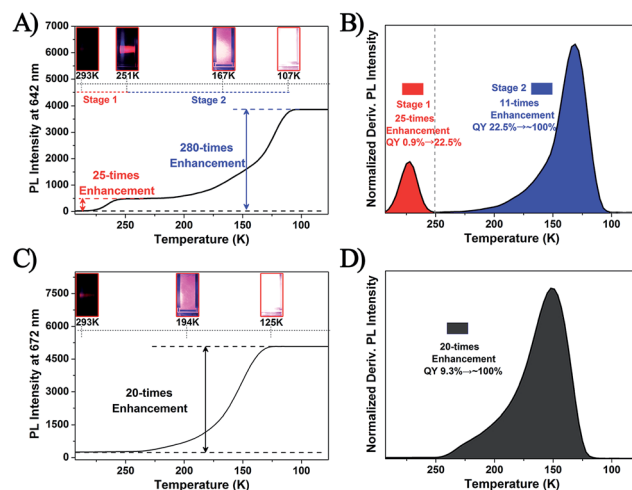 A)
293K
251K
167K
107K
Stage 1
Stage 2
280-times
Enhancement
25-times
Enhancement
PL Intensity at 642 nm
7000
6000
5000
4000
3000
2000
1000
0
250
200
150
100
Temperature (K)
B)
Stage 1
25-times
Enhancement
QY 0.9%→22.5%
Stage 2
11-times
Enhancement
QY 22.5%→~100%
Normalized Deriv. PL Intensity
250
200
150
100
Temperature (K)
C)
293K
194K
125K
20-times
Enhancement
PL Intensity at 672 nm
7500
6000
4500
3000
1500
0
250
200
150
100
Temperature (K)
D)
20-times
Enhancement
QY 9.3%→~100%
Normalized Deriv. PL Intensity
250
200
150
100
Temperature (K)